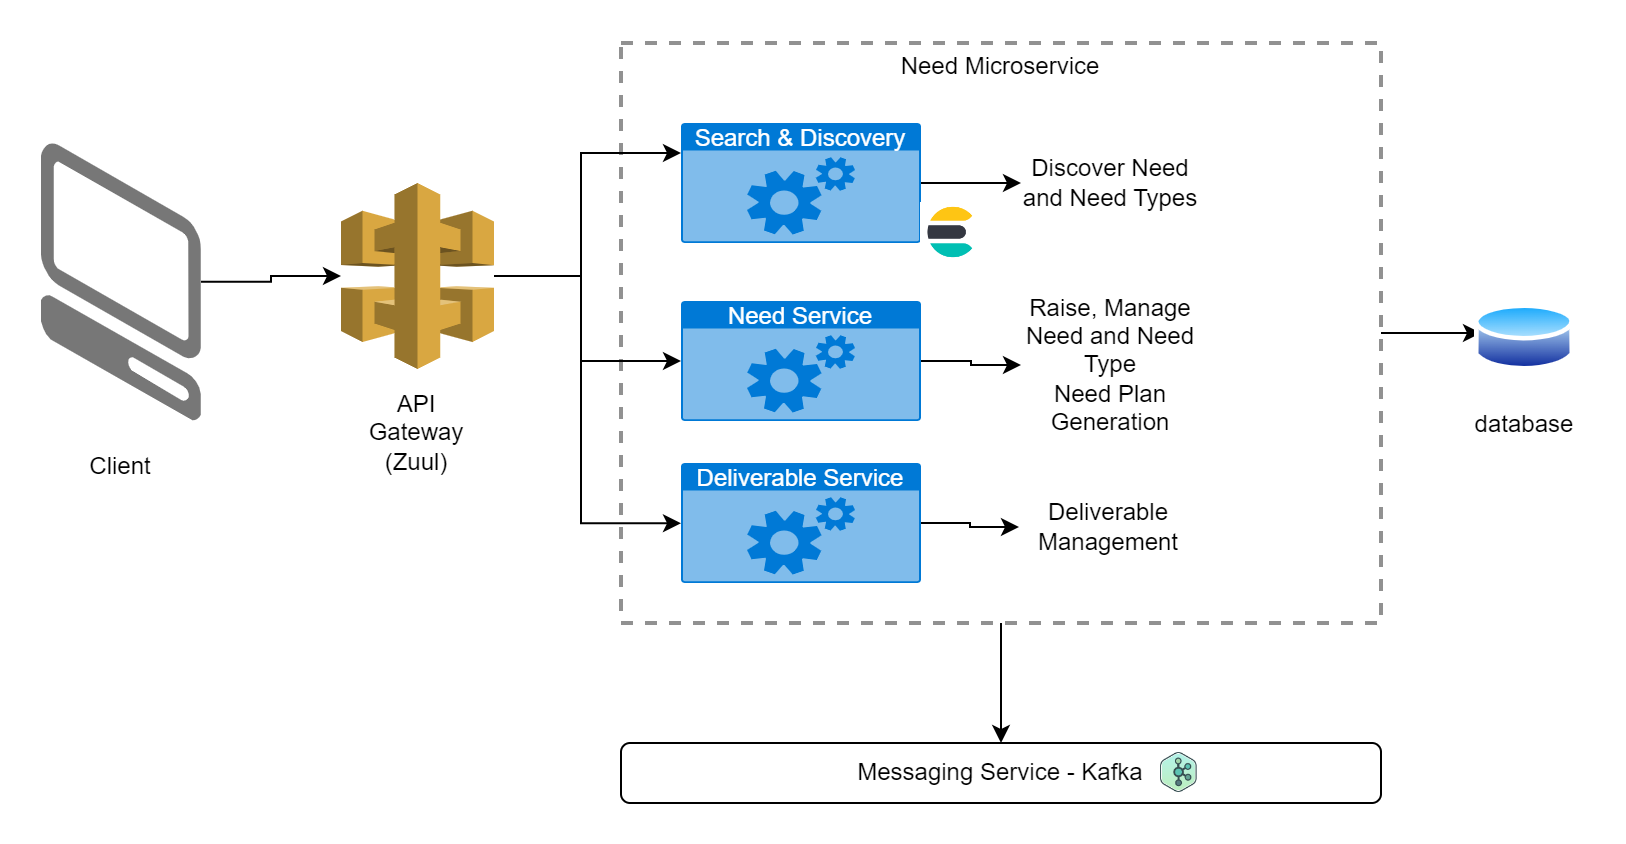 Need Microservice
Search & Discovery
Discover Need
and Need Types
Need Service
Raise, Manage
Need and Need
Type
Need Plan
Generation
Deliverable Service
Deliverable
Management
Client
API
Gateway
(Zuul)
database
Messaging Service - Kafka